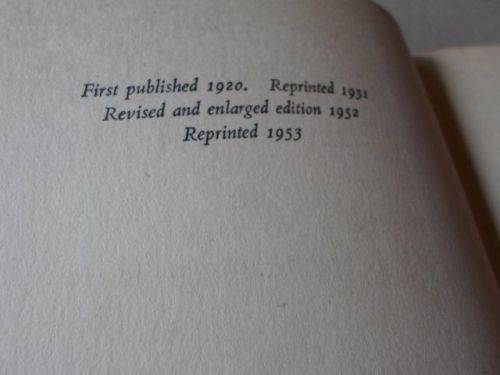 First published 1920. Reprinted 1931
Revised and enlarged edition 1952
Reprinted 1953